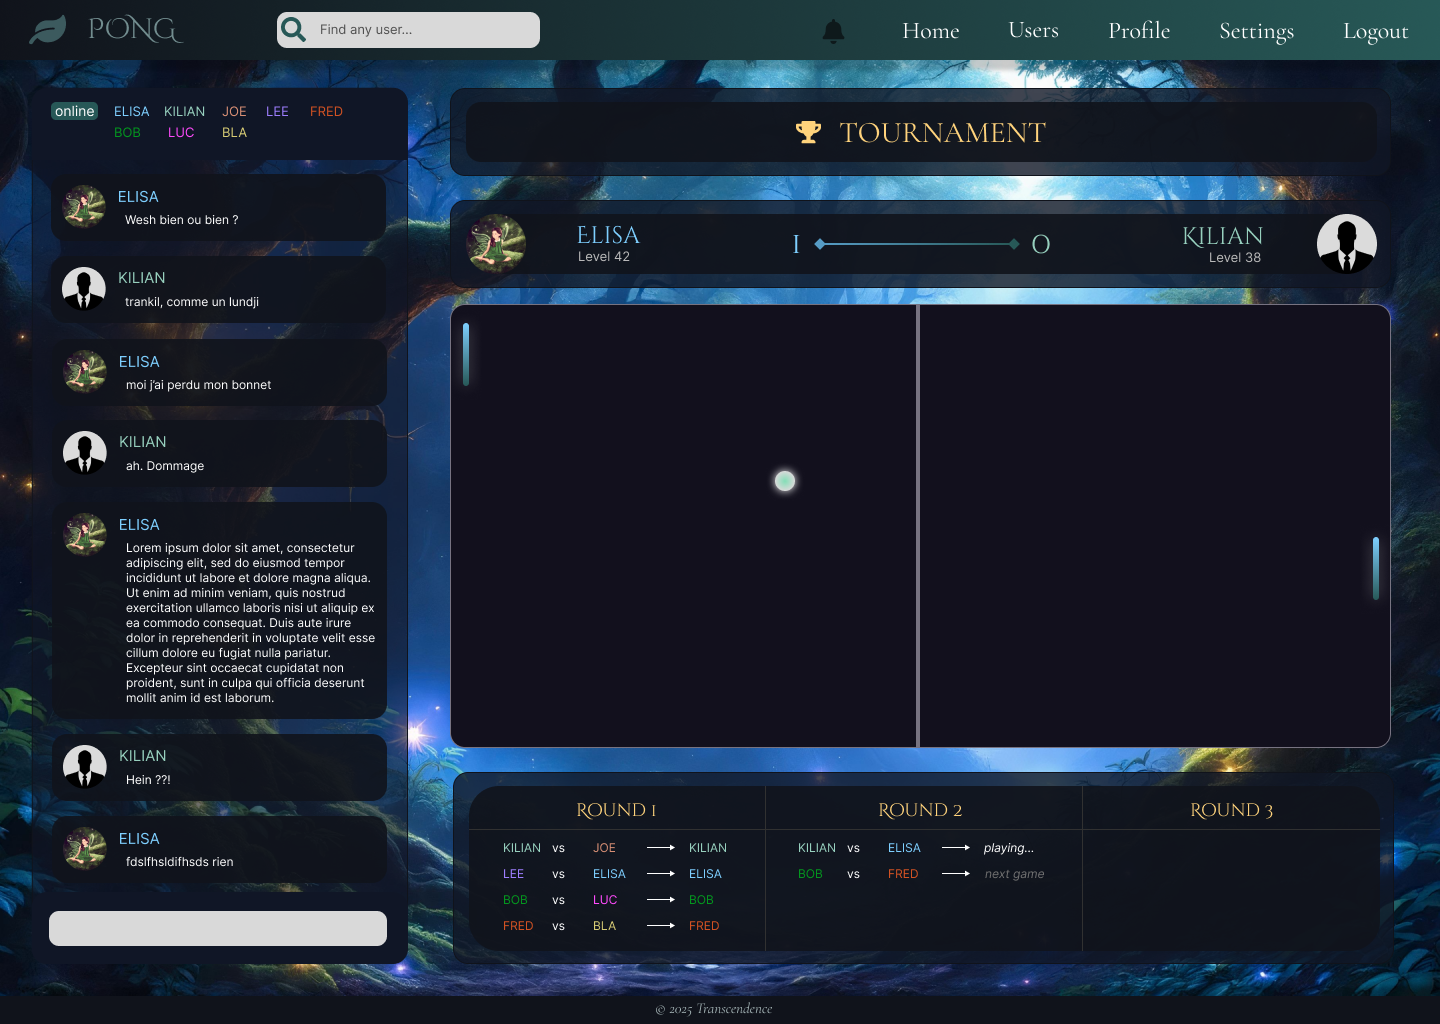 PONG
Find any user...
Home Users Profile Settings Logout
online ELISA KILIAN JOE LEE FRED
BOB LUC BLA
ELISA
Wesh bien ou bien ?
KILIAN
trankil, comme un lundji
ELISA
moi j'ai perdu mon bonnet
KILIAN
ah. Dommage
ELISA
Lorem ipsum dolor sit amet, consectetur
adipiscing elit, sed do eiusmod tempor
incididunt ut labore et dolore magna aliqua.
Ut enim ad minim veniam, quis nostrud
exercitation ullamco laboris nisi ut aliquip ex
ea commodo consequat. Duis aute irure
dolor in reprehenderit in voluptate velit esse
cillum dolore eu fugiat nulla pariatur.
Excepteur sint occaecat cupidatat non
proident, sunt in culpa qui officia deserunt
mollit anim id est laborum.
KILIAN
Hein ??!
ELISA
fdslfhsldifhsds rien
TOURNAMENT
ELISA
Level 42
I O
KILIAN
Level 38
ROUND 1
KILIAN vs JOE KILIAN
LEE vs ELISA ELISA
BOB vs LUC BOB
FRED vs BLA FRED
ROUND 2
KILIAN vs ELISA playing...
BOB vs FRED next game
ROUND 3
© 2025 Transcendence